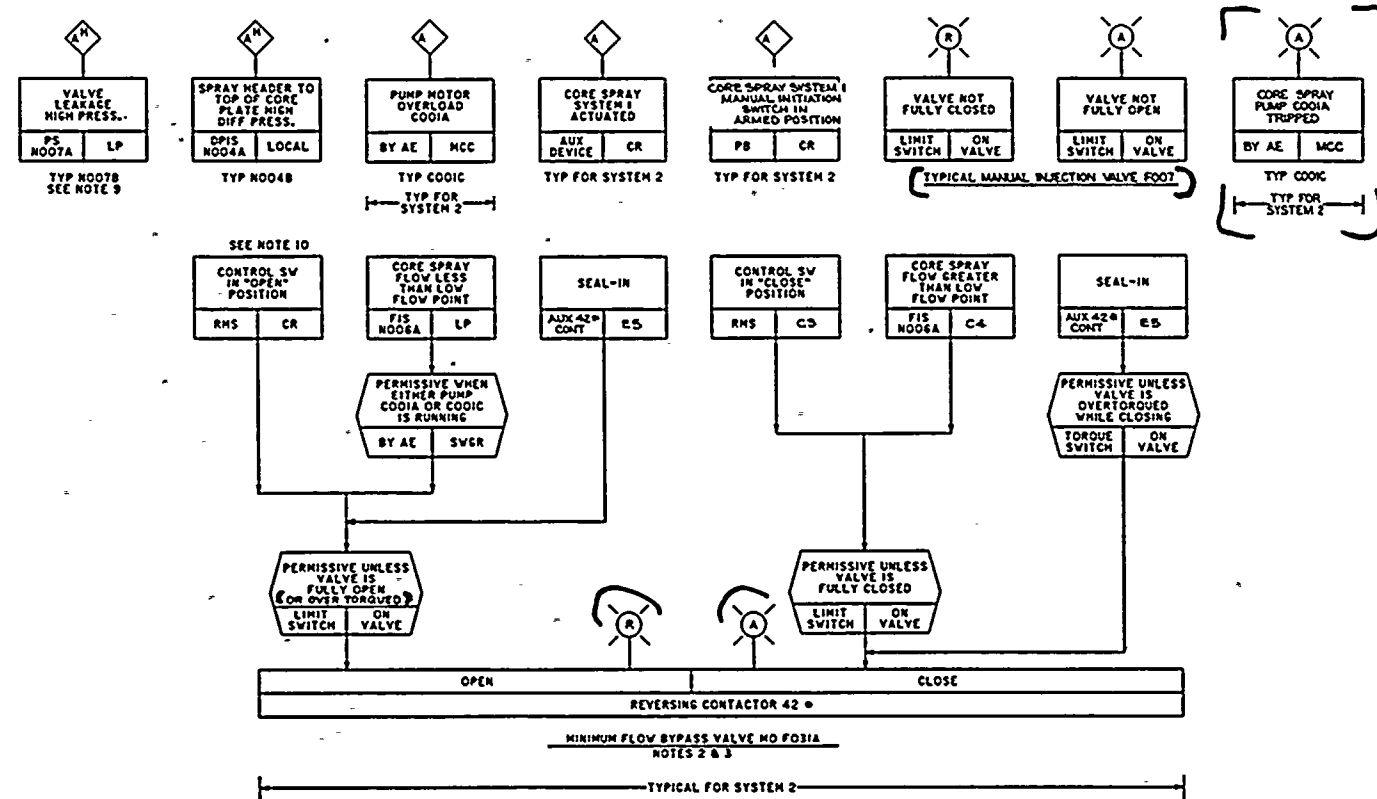 AH
VALVE
LEAKAGE
HIGH PRESS.
PS
N007A
LP
TYP N007B
SEE NOTE 9
AH
SPRAY HEADER TO
TOP OF CORE
PLATE HIGH
DIFF PRESS.
DPIS
N004A
LOCAL
TYP N004B
A
PUMP MOTOR
OVERLOAD
C001A
BY AE
MCC
TYP C001C
TYP FOR
SYSTEM 2
A
CORE SPRAY
SYSTEM I
ACTUATED
AUX
DEVICE
CR
TYP FOR SYSTEM 2
A
CORE SPRAY SYSTEM I
MANUAL INITIATION
SWITCH IN
ARMED POSITION
PB
CR
TYP FOR SYSTEM 2
R
VALVE NOT
FULLY CLOSED
LIMIT
SWITCH
ON
VALVE
A
VALVE NOT
FULLY OPEN
LIMIT
SWITCH
ON
VALVE
TYPICAL MANUAL INJECTION VALVE F007
A
CORE SPRAY
PUMP C001A
TRIPPED
BY AE
MCC
TYP C001C
TYP FOR
SYSTEM 2
SEE NOTE 10
CONTROL SW
IN "OPEN"
POSITION
RMS
CR
CORE SPRAY
FLOW LESS
THAN LOW
FLOW POINT
FIS
N006A
LP
SEAL-IN
AUX 42*
CONT
E5
CONTROL SW
IN "CLOSE"
POSITION
RMS
C3
CORE SPRAY
FLOW GREATER
THAN LOW
FLOW POINT
FIS
N006A
C4
SEAL-IN
AUX 42*
CONT
E5
PERMISSIVE WHEN
EITHER PUMP
C001A OR C001C
IS RUNNING
BY AE
SWGR
PERMISSIVE UNLESS
VALVE IS
OVERTORQUED
WHILE CLOSING
TORQUE
SWITCH
ON
VALVE
PERMISSIVE UNLESS
VALVE IS
FULLY OPEN
(OR OVER TORQUED)
LIMIT
SWITCH
ON
VALVE
R
A
PERMISSIVE UNLESS
VALVE IS
FULLY CLOSED
LIMIT
SWITCH
ON
VALVE
OPEN
CLOSE
REVERSING CONTACTOR 42 *
MINIMUM FLOW BYPASS VALVE MO F031A
NOTES 2 & 3
TYPICAL FOR SYSTEM 2